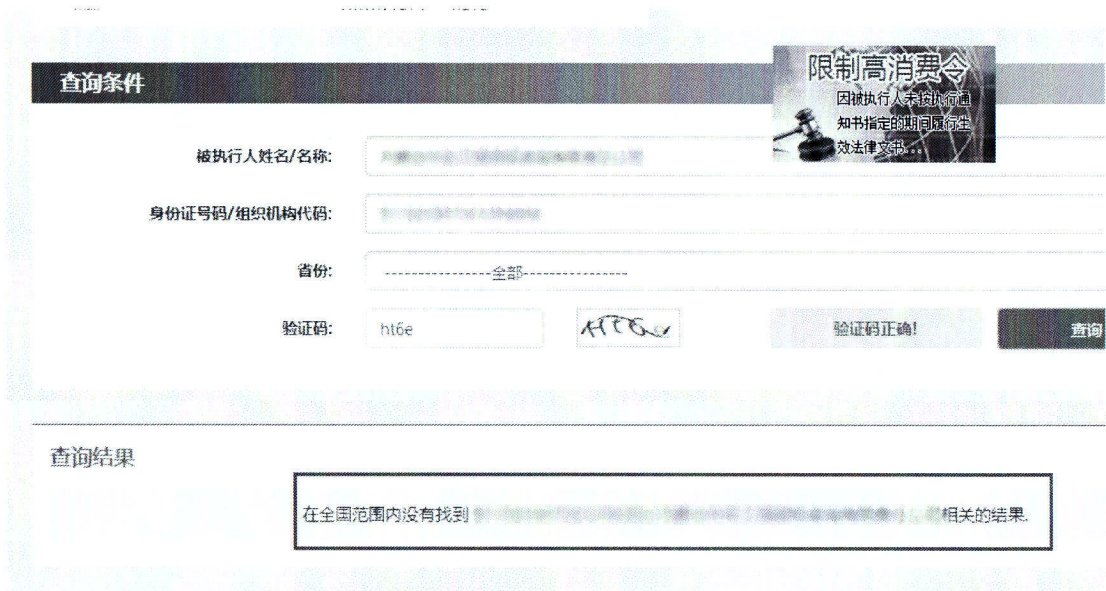 查询条件
限制高消费令
因被执行人未按执行通
知书指定的期间履行生
效法律文书...
被执行人姓名/名称:
身份证号码/组织机构代码:
省份: ----------------全部----------------
验证码: ht6e 验证码正确! 查询
查询结果
在全国范围内没有找到 相关的结果.